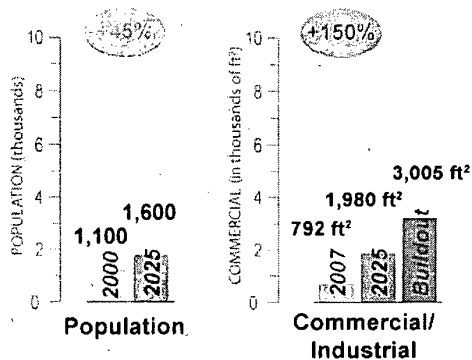 +45%
10
8
6
4
2
0
POPULATION (thousands)
1,100
1,600
2000
2025
Population
+150%
10
8
6
4
2
0
COMMERCIAL (in thousands of ft²)
792 ft²
1,980 ft²
3,005 ft²
2007
2025
Buildout
Commercial/
Industrial